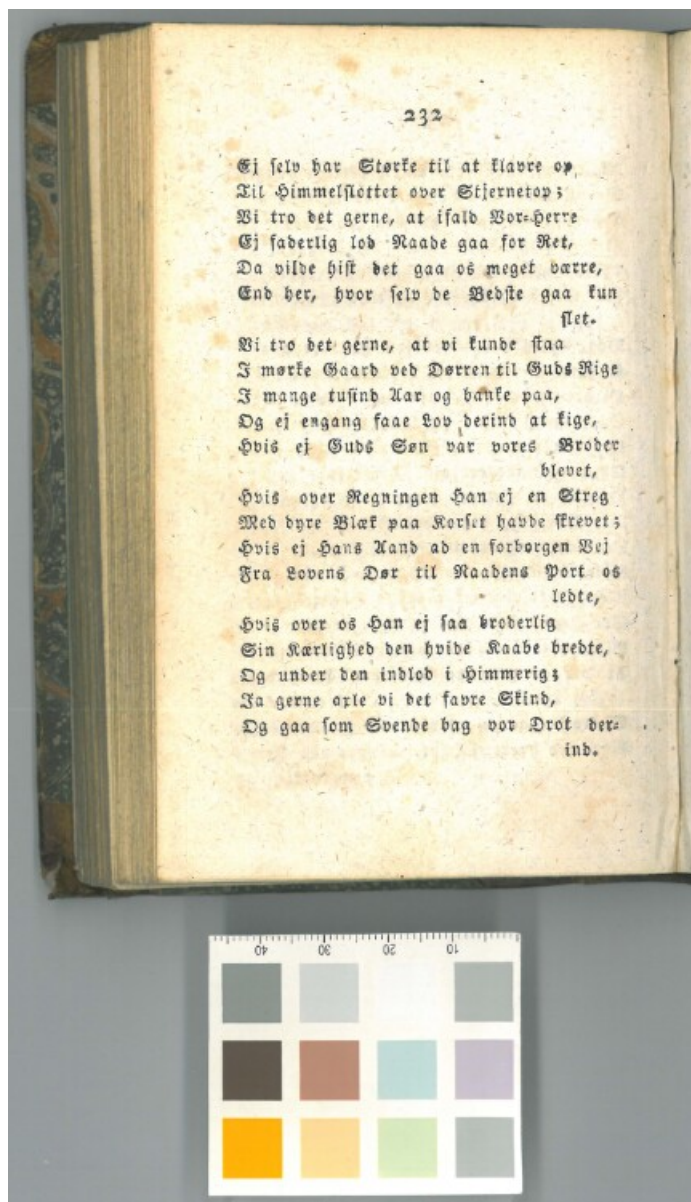 232
Ej selv har Størke til at klavre op
Til Himmelslottet over Stjernetop;
Vi tro det gerne, at ifald Vor-Herre
Ej faderlig lod Naade gaa for Ret,
Da vilde hist det gaa os meget værre,
End her, hvor selv de Bedste gaa kun
slet.
Vi tro det gerne, at vi kunde staa
I mørke Gaard ved Dørren til Guds Rige
I mange tusind Aar og banke paa,
Og ej engang faae Lov derind at kige,
Hvis ej Guds Søn var vores Broder
blevet,
Hvis over Regningen Han ej en Streg
Med dyre Blæk paa Korset havde skrevet;
Hvis ej Hans Aand ad en forborgen Vej
Fra Lovens Dør til Naadens Port os
ledte,
Hvis over os Han ej saa broderlig
Sin Kærlighed den hvide Kaabe bredte,
Og under den indlod i Himmerig;
Ja gerne axle vi det favre Skind,
Og gaa som Svende bag vor Drot der-
ind.
40 30 20 10